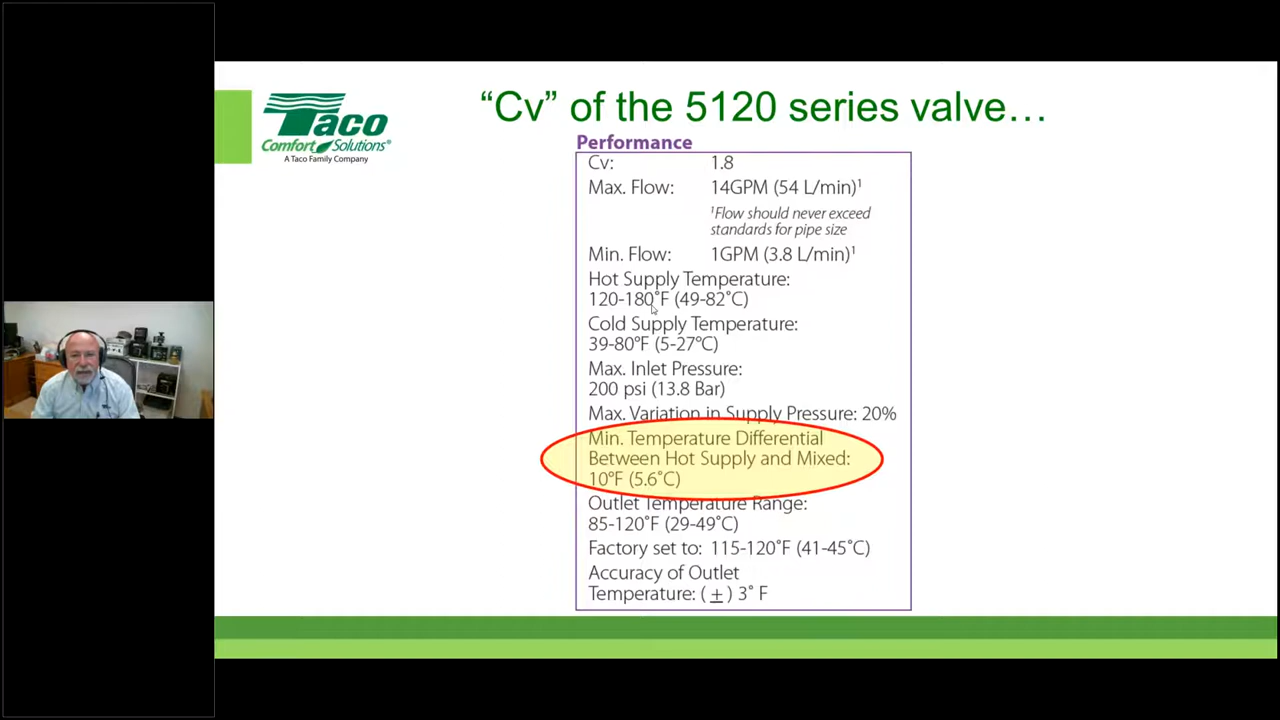 Taco
Comfort Solutions®
A Taco Family Company
“Cv” of the 5120 series valve…
Performance
Cv: 1.8
Max. Flow: 14GPM (54 L/min)¹
¹Flow should never exceed
standards for pipe size
Min. Flow: 1GPM (3.8 L/min)¹
Hot Supply Temperature:
120-180˚F (49-82˚C)
Cold Supply Temperature:
39-80°F (5-27°C)
Max. Inlet Pressure:
200 psi (13.8 Bar)
Max. Variation in Supply Pressure: 20%
Min. Temperature Differential
Between Hot Supply and Mixed:
10°F (5.6˚C)
Outlet Temperature Range:
85-120˚F (29-49˚C)
Factory set to: 115-120˚F (41-45˚C)
Accuracy of Outlet
Temperature: ( ± ) 3˚ F